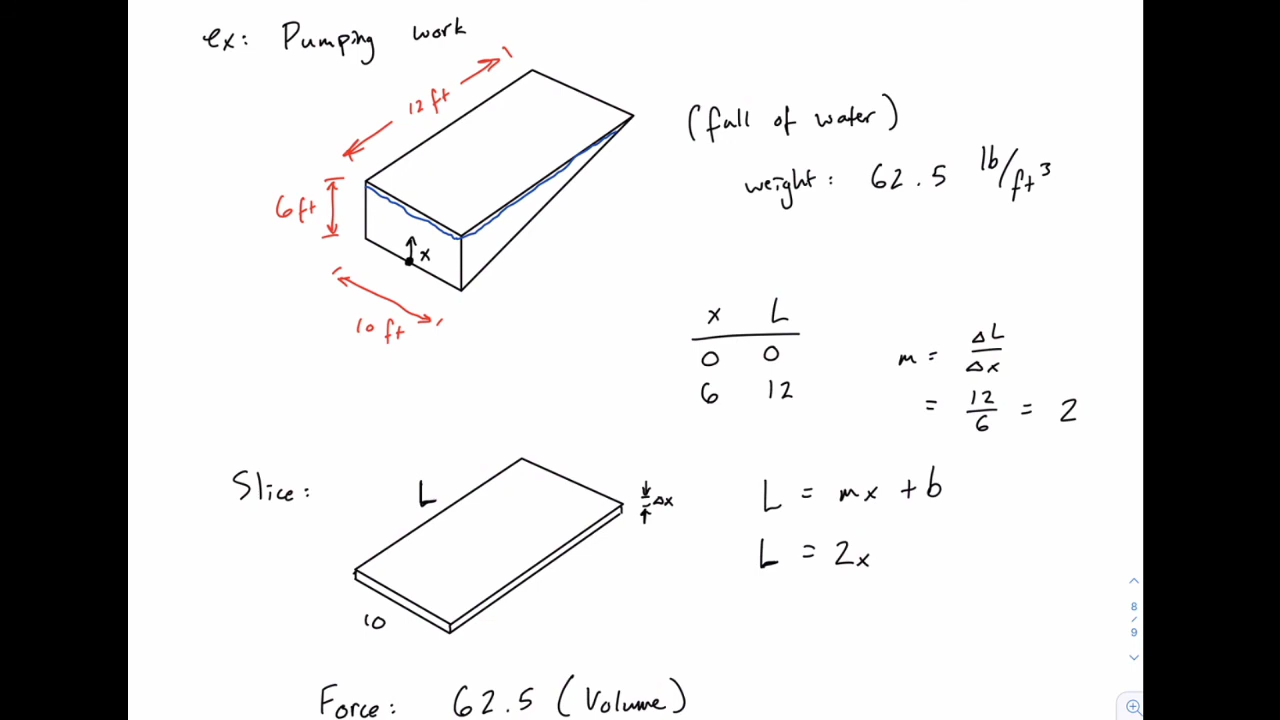 ex: Pumping work
12 ft
(full of water)
weight: 62.5 lb/ft³
6 ft
x
10 ft
x L
0 0
6 12
m = ΔL/Δx
= 12/6 = 2
Slice:
L
Δx
10
L = mx + b
L = 2x
8
/
9
Force: 62.5 (Volume)